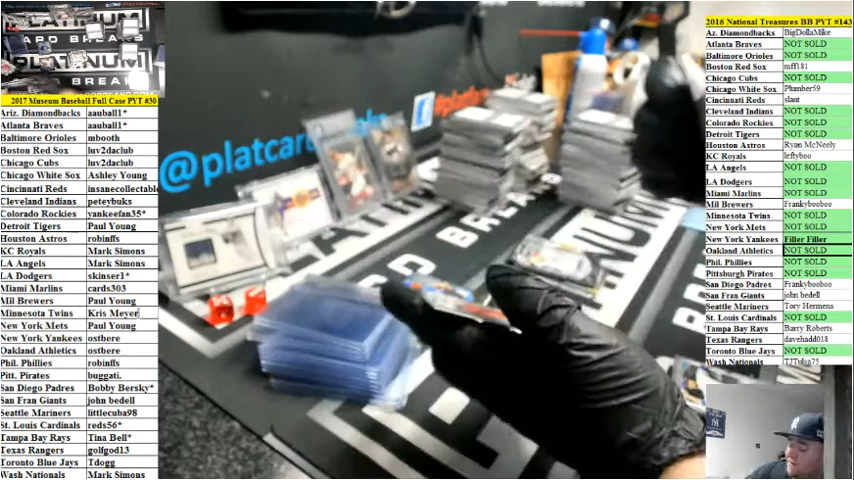 PLATINUM
CARD BREAKS
PLATINUM
BREAK
2017 Museum Baseball Full Case PYT #30
Ariz. Diamondbacks aauball1*
Atlanta Braves aauball1*
Baltimore Orioles mbooth
Boston Red Sox luv2daclub
Chicago Cubs luv2daclub
Chicago White Sox Ashley Young
Cincinnati Reds insanecollectable
Cleveland Indians peteybuks
Colorado Rockies yankeefan35*
Detroit Tigers Paul Young
Houston Astros robinffs
KC Royals Mark Simons
LA Angels Mark Simons
LA Dodgers skinser1*
Miami Marlins cards303
Mil Brewers Paul Young
Minnesota Twins Kris Meyer
New York Mets Paul Young
New York Yankees ostbere
Oakland Athletics ostbere
Phil. Phillies robinffs
Pitt. Pirates buggati.
San Diego Padres Bobby Bersky*
San Fran Giants john bedell
Seattle Mariners littlecuba98
St. Louis Cardinals reds56*
Tampa Bay Rays Tina Bell*
Texas Rangers golfgod13
Toronto Blue Jays Tdogg
Wash Nationals Mark Simons
@platcar
BREAKS
2016 National Treasures BB PYT #143
Az. Diamondbacks BigDollaMike
Atlanta Braves NOT SOLD
Baltimore Orioles NOT SOLD
Boston Red Sox mff181
Chicago Cubs NOT SOLD
Chicago White Sox Plumber59
Cincinnati Reds slant
Cleveland Indians NOT SOLD
Colorado Rockies NOT SOLD
Detroit Tigers NOT SOLD
Houston Astros Ryan McNeely
KC Royals leftyboo
LA Angels NOT SOLD
LA Dodgers NOT SOLD
Miami Marlins NOT SOLD
Mil Brewers Frankybooboo
Minnesota Twins NOT SOLD
New York Mets NOT SOLD
New York Yankees Filler Filler
Oakland Athletics NOT SOLD
Phil. Phillies NOT SOLD
Pittsburgh Pirates NOT SOLD
San Diego Padres Frankybooboo
San Fran Giants john bedell
Seattle Mariners Tory Hermens
St. Louis Cardinals NOT SOLD
Tampa Bay Rays Barry Roberts
Texas Rangers davehadd018
Toronto Blue Jays NOT SOLD
Wash Nationals TJTulsa75